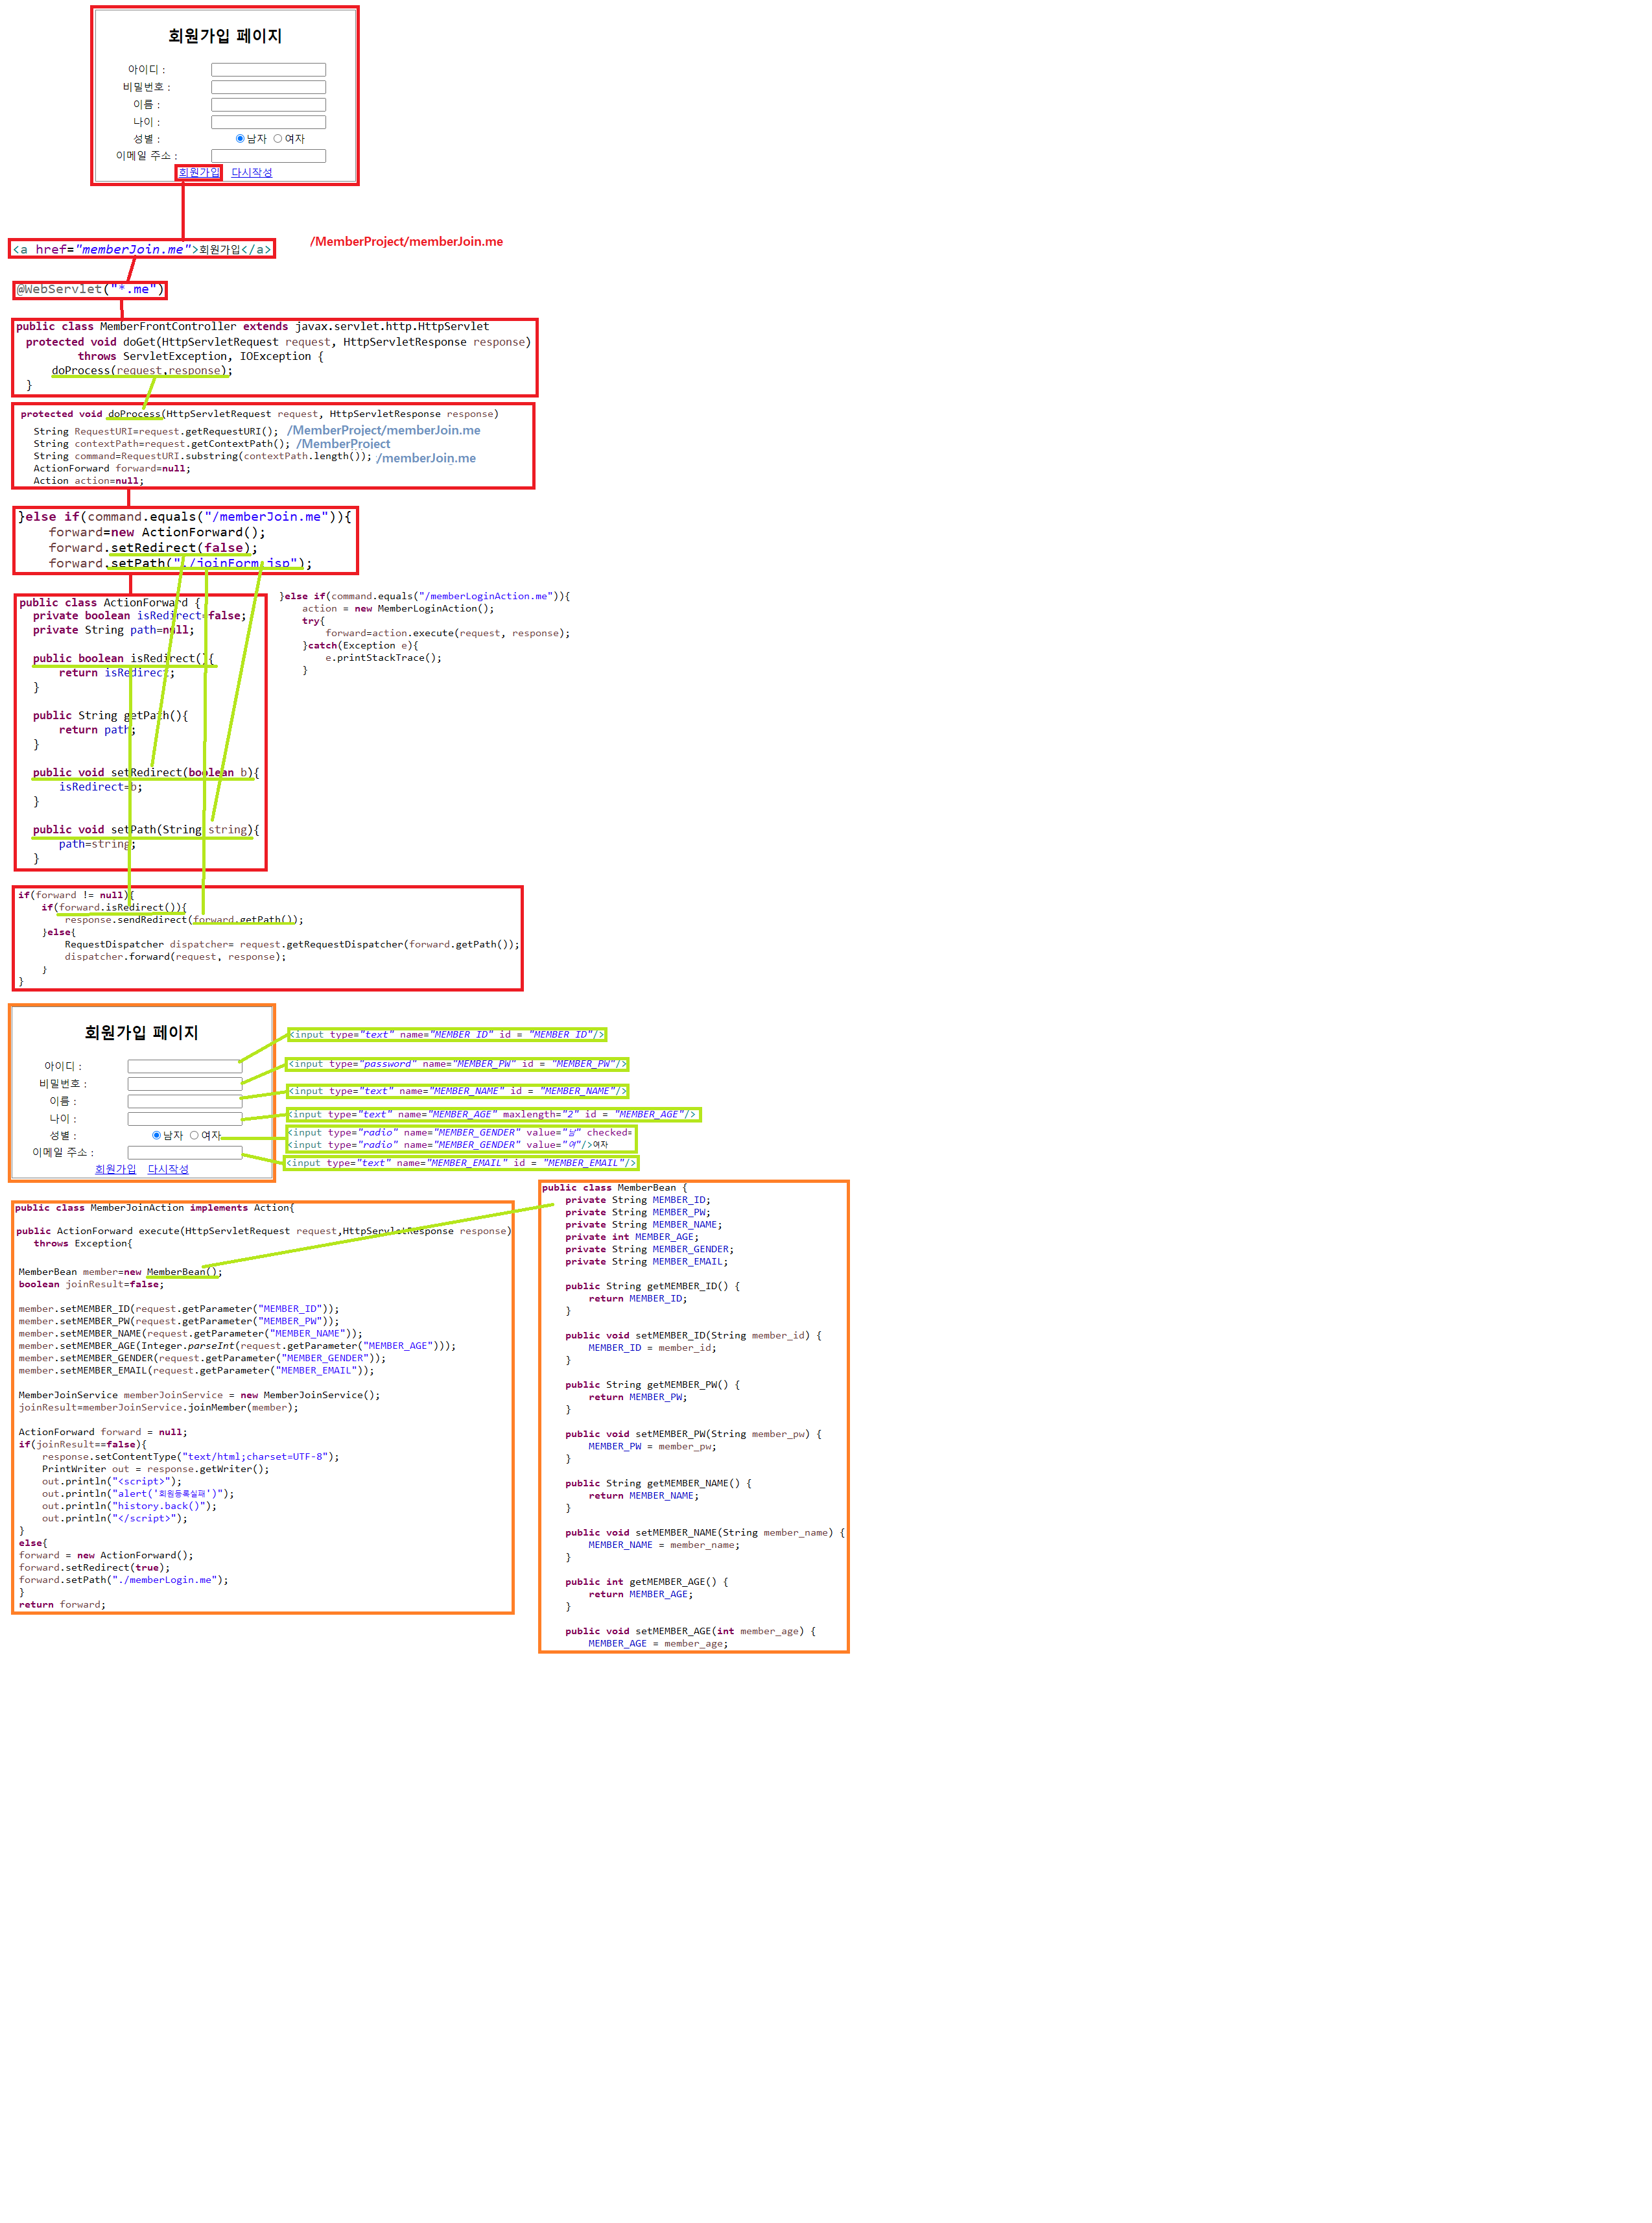 회원가입 페이지
아이디 :
비밀번호 :
이름 :
나이 :
성별 : 남자 여자
이메일 주소 :
회원가입 다시작성
<a href="memberJoin.me">회원가입</a>
/MemberProject/memberJoin.me
@WebServlet("*.me")
public class MemberFrontController extends javax.servlet.http.HttpServlet
protected void doGet(HttpServletRequest request, HttpServletResponse response)
throws ServletException, IOException {
doProcess(request,response);
}
protected void doProcess(HttpServletRequest request, HttpServletResponse response)
String RequestURI=request.getRequestURI(); /MemberProject/memberJoin.me
String contextPath=request.getContextPath(); /MemberProject
String command=RequestURI.substring(contextPath.length()); /memberJoin.me
ActionForward forward=null;
Action action=null;
}else if(command.equals("/memberJoin.me")){
forward=new ActionForward();
forward.setRedirect(false);
forward.setPath("./joinForm.jsp");
public class ActionForward {
private boolean isRedirect=false;
private String path=null;
public boolean isRedirect(){
return isRedirect;
}
public String getPath(){
return path;
}
public void setRedirect(boolean b){
isRedirect=b;
}
public void setPath(String string){
path=string;
}
}else if(command.equals("/memberLoginAction.me")){
action = new MemberLoginAction();
try{
forward=action.execute(request, response);
}catch(Exception e){
e.printStackTrace();
}
if(forward != null){
if(forward.isRedirect()){
response.sendRedirect(forward.getPath());
}else{
RequestDispatcher dispatcher= request.getRequestDispatcher(forward.getPath());
dispatcher.forward(request, response);
}
}
회원가입 페이지
아이디 :
비밀번호 :
이름 :
나이 :
성별 : 남자 여자
이메일 주소 :
회원가입 다시작성
<input type="text" name="MEMBER_ID" id = "MEMBER_ID"/>
<input type="password" name="MEMBER_PW" id = "MEMBER_PW"/>
<input type="text" name="MEMBER_NAME" id = "MEMBER_NAME"/>
<input type="text" name="MEMBER_AGE" maxlength="2" id = "MEMBER_AGE"/>
<input type="radio" name="MEMBER_GENDER" value="남" checked=
<input type="radio" name="MEMBER_GENDER" value="여"/>여자
<input type="text" name="MEMBER_EMAIL" id = "MEMBER_EMAIL"/>
public class MemberJoinAction implements Action{
public ActionForward execute(HttpServletRequest request,HttpServletResponse response)
throws Exception{
MemberBean member=new MemberBean();
boolean joinResult=false;
member.setMEMBER_ID(request.getParameter("MEMBER_ID"));
member.setMEMBER_PW(request.getParameter("MEMBER_PW"));
member.setMEMBER_NAME(request.getParameter("MEMBER_NAME"));
member.setMEMBER_AGE(Integer.parseInt(request.getParameter("MEMBER_AGE")));
member.setMEMBER_GENDER(request.getParameter("MEMBER_GENDER"));
member.setMEMBER_EMAIL(request.getParameter("MEMBER_EMAIL"));
MemberJoinService memberJoinService = new MemberJoinService();
joinResult=memberJoinService.joinMember(member);
ActionForward forward = null;
if(joinResult==false){
response.setContentType("text/html;charset=UTF-8");
PrintWriter out = response.getWriter();
out.println("<script>");
out.println("alert('회원등록실패')");
out.println("history.back()");
out.println("</script>");
}
else{
forward = new ActionForward();
forward.setRedirect(true);
forward.setPath("./memberLogin.me");
}
return forward;
public class MemberBean {
private String MEMBER_ID;
private String MEMBER_PW;
private String MEMBER_NAME;
private int MEMBER_AGE;
private String MEMBER_GENDER;
private String MEMBER_EMAIL;
public String getMEMBER_ID() {
return MEMBER_ID;
}
public void setMEMBER_ID(String member_id) {
MEMBER_ID = member_id;
}
public String getMEMBER_PW() {
return MEMBER_PW;
}
public void setMEMBER_PW(String member_pw) {
MEMBER_PW = member_pw;
}
public String getMEMBER_NAME() {
return MEMBER_NAME;
}
public void setMEMBER_NAME(String member_name) {
MEMBER_NAME = member_name;
}
public int getMEMBER_AGE() {
return MEMBER_AGE;
}
public void setMEMBER_AGE(int member_age) {
MEMBER_AGE = member_age;